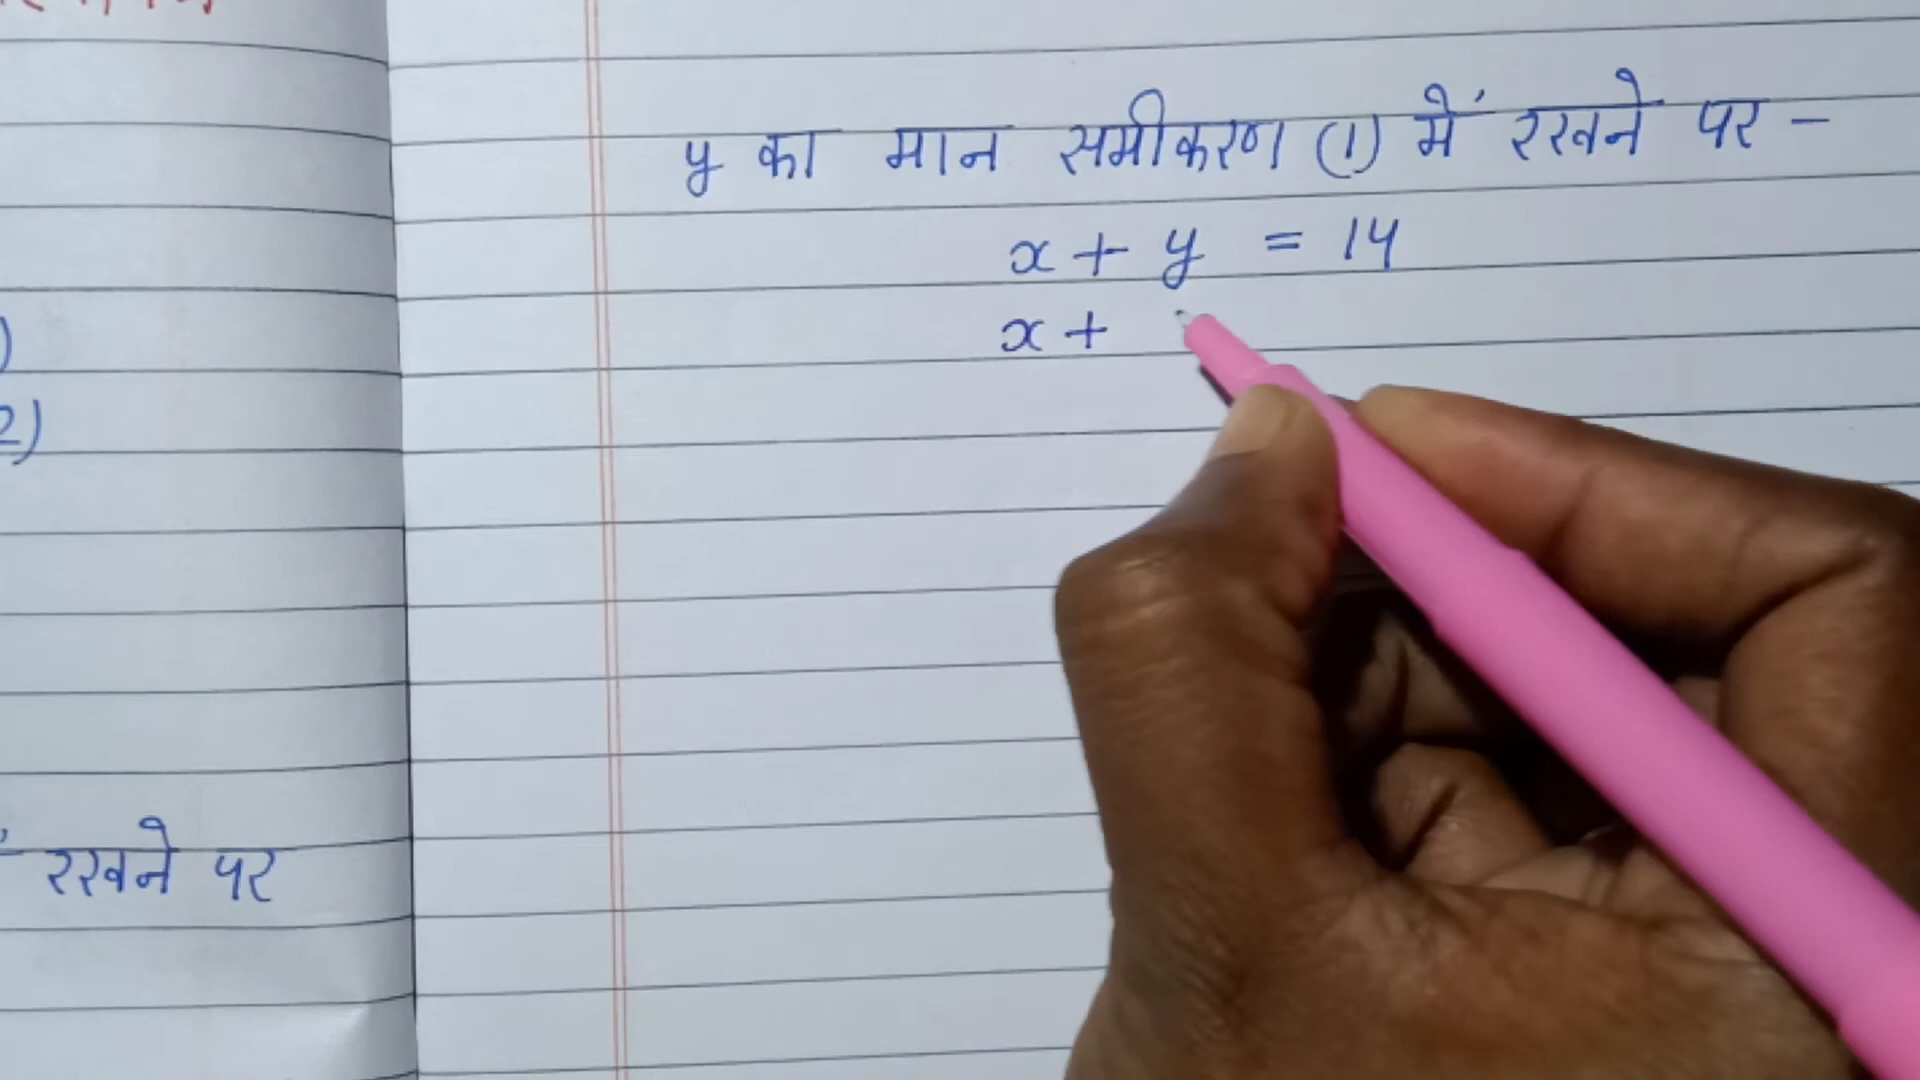 )
2)
रखने पर
y का मान समीकरण (1) में रखने पर -
x + y = 14
x +